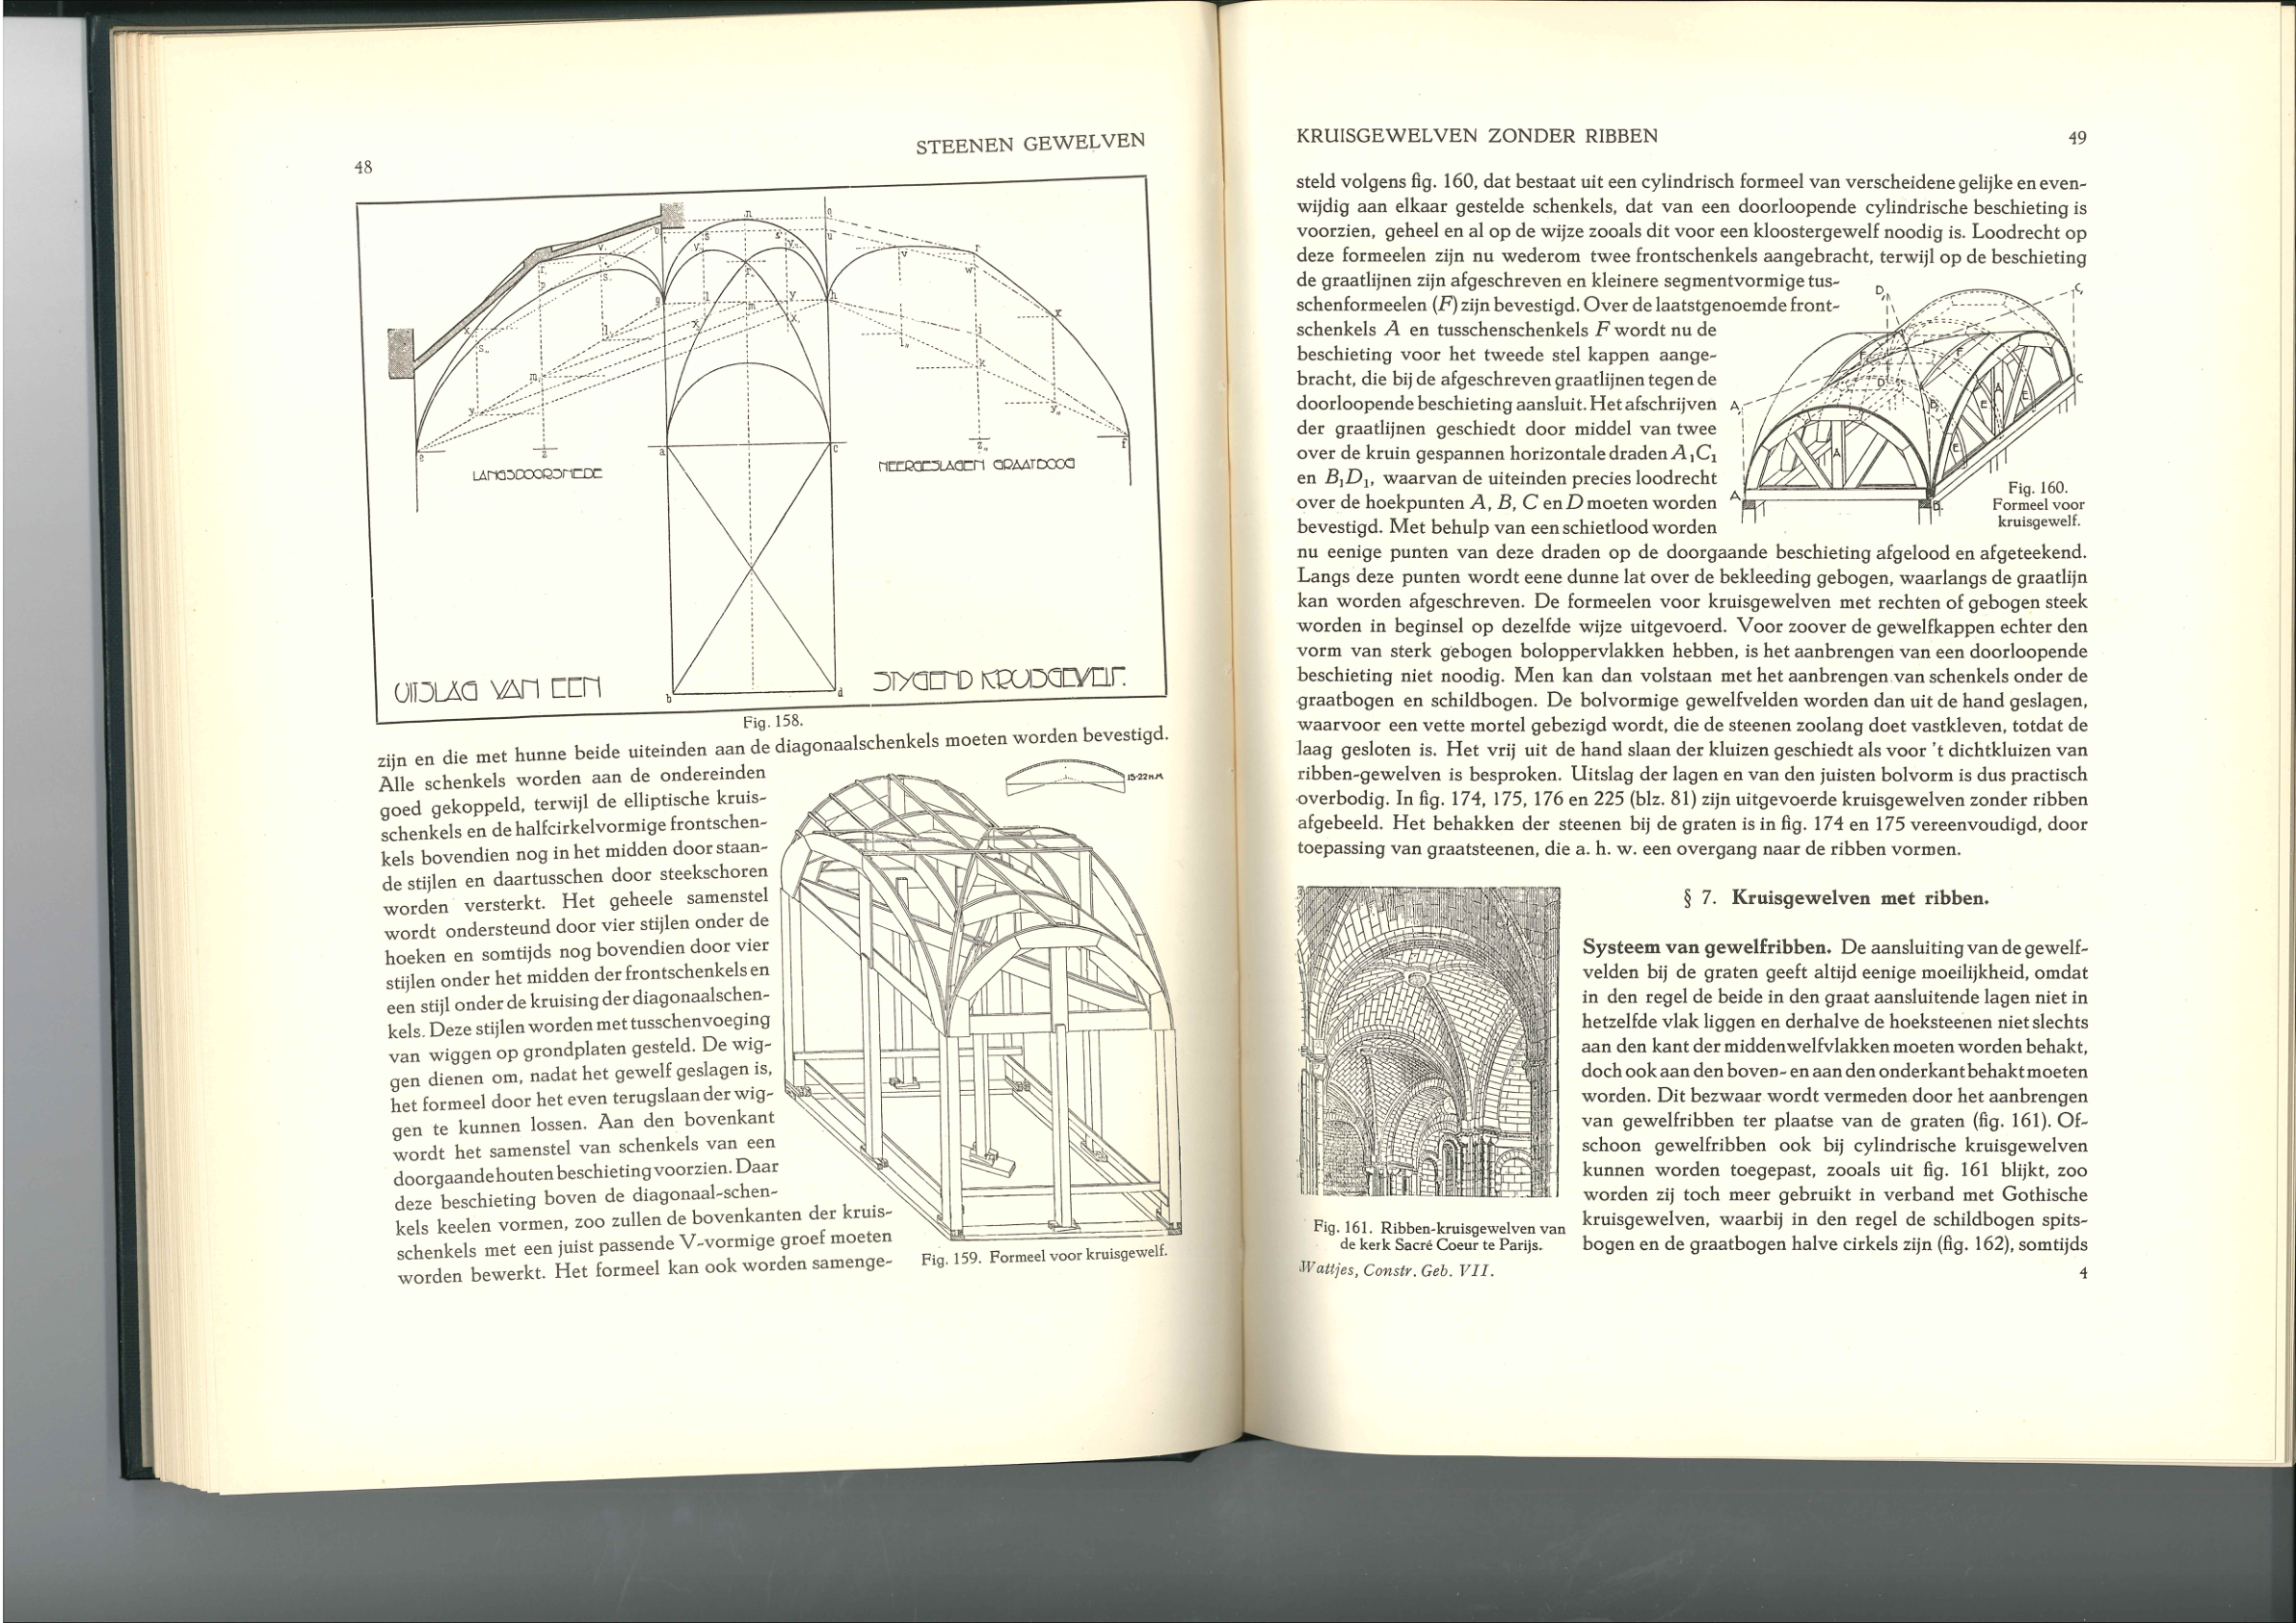 STEENEN GEWELVEN
48
LANGSDOORSNEDE
NEERGESLAGEN GRAATBOOG
UITSLAG VAN EEN
STYGEND KRUISGEWELF.
Fig. 158.
zijn en die met hunne beide uiteinden aan de diagonaalschenkels moeten worden bevestigd.
Alle schenkels worden aan de ondereinden
goed gekoppeld, terwijl de elliptische kruis-
schenkels en de halfcirkelvormige frontschen-
kels bovendien nog in het midden door staan-
de stijlen en daartusschen door steekschoren
worden versterkt. Het geheele samenstel
wordt ondersteund door vier stijlen onder de
hoeken en somtijds nog bovendien door vier
stijlen onder het midden der frontschenkels en
een stijl onder de kruising der diagonaalschen-
kels. Deze stijlen worden met tusschenvoeging
van wiggen op grondplaten gesteld. De wig-
gen dienen om, nadat het gewelf geslagen is,
het formeel door het even terugslaan der wig-
gen te kunnen lossen. Aan den bovenkant
wordt het samenstel van schenkels van een
doorgaande houten beschieting voorzien. Daar
deze beschieting boven de diagonaal-schen-
kels keelen vormen, zoo zullen de bovenkanten der kruis-
schenkels met een juist passende V-vormige groef moeten
worden bewerkt. Het formeel kan ook worden samenge-
Fig. 159. Formeel voor kruisgewelf.
KRUISGEWELVEN ZONDER RIBBEN
49
steld volgens fig. 160, dat bestaat uit een cylindrisch formeel van verscheidene gelijke en even-
wijdig aan elkaar gestelde schenkels, dat van een doorloopende cylindrische beschieting is
voorzien, geheel en al op de wijze zooals dit voor een kloostergewelf noodig is. Loodrecht op
deze formeelen zijn nu wederom twee frontschenkels aangebracht, terwijl op de beschieting
de graatlijnen zijn afgeschreven en kleinere segmentvormige tus-
schenformeelen (F) zijn bevestigd. Over de laatstgenoemde front-
schenkels A en tusschenschenkels F wordt nu de
beschieting voor het tweede stel kappen aange-
bracht, die bij de afgeschreven graatlijnen tegen de
doorloopende beschieting aansluit. Het afschrijven
der graatlijnen geschiedt door middel van twee
over de kruin gespannen horizontale draden A₁C₁
en B₁D₁, waarvan de uiteinden precies loodrecht
over de hoekpunten A, B, C en D moeten worden
bevestigd. Met behulp van een schietlood worden
Fig. 160.
Formeel voor
kruisgewelf.
nu eenige punten van deze draden op de doorgaande beschieting afgelood en afgeteekend.
Langs deze punten wordt eene dunne lat over de bekleeding gebogen, waarlangs de graatlijn
kan worden afgeschreven. De formeelen voor kruisgewelven met rechten of gebogen steek
worden in beginsel op dezelfde wijze uitgevoerd. Voor zoover de gewelfkappen echter den
vorm van sterk gebogen boloppervlakken hebben, is het aanbrengen van een doorloopende
beschieting niet noodig. Men kan dan volstaan met het aanbrengen van schenkels onder de
graatbogen en schildbogen. De bolvormige gewelfvelden worden dan uit de hand geslagen,
waarvoor een vette mortel gebezigd wordt, die de steenen zoolang doet vastkleven, totdat de
laag gesloten is. Het vrij uit de hand slaan der kluizen geschiedt als voor 't dichtkluizen van
ribben-gewelven is besproken. Uitslag der lagen en van den juisten bolvorm is dus practisch
overbodig. In fig. 174, 175, 176 en 225 (blz. 81) zijn uitgevoerde kruisgewelven zonder ribben
afgebeeld. Het behakken der steenen bij de graten is in fig. 174 en 175 vereenvoudigd, door
toepassing van graatsteenen, die a. h. w. een overgang naar de ribben vormen.
§ 7. Kruisgewelven met ribben.
Systeem van gewelfribben. De aansluiting van de gewelf-
velden bij de graten geeft altijd eenige moeilijkheid, omdat
in den regel de beide in den graat aansluitende lagen niet in
hetzelfde vlak liggen en derhalve de hoeksteenen niet slechts
aan den kant der middenwelfvlakken moeten worden behakt,
doch ook aan den boven- en aan den onderkant behakt moeten
worden. Dit bezwaar wordt vermeden door het aanbrengen
van gewelfribben ter plaatse van de graten (fig. 161). Of-
schoon gewelfribben ook bij cylindrische kruisgewelven
kunnen worden toegepast, zooals uit fig. 161 blijkt, zoo
worden zij toch meer gebruikt in verband met Gothische
kruisgewelven, waarbij in den regel de schildbogen spits-
bogen en de graatbogen halve cirkels zijn (fig. 162), somtijds
Fig. 161. Ribben-kruisgewelven van
de kerk Sacré Coeur te Parijs.
Wattjes, Constr. Geb. VII.
4